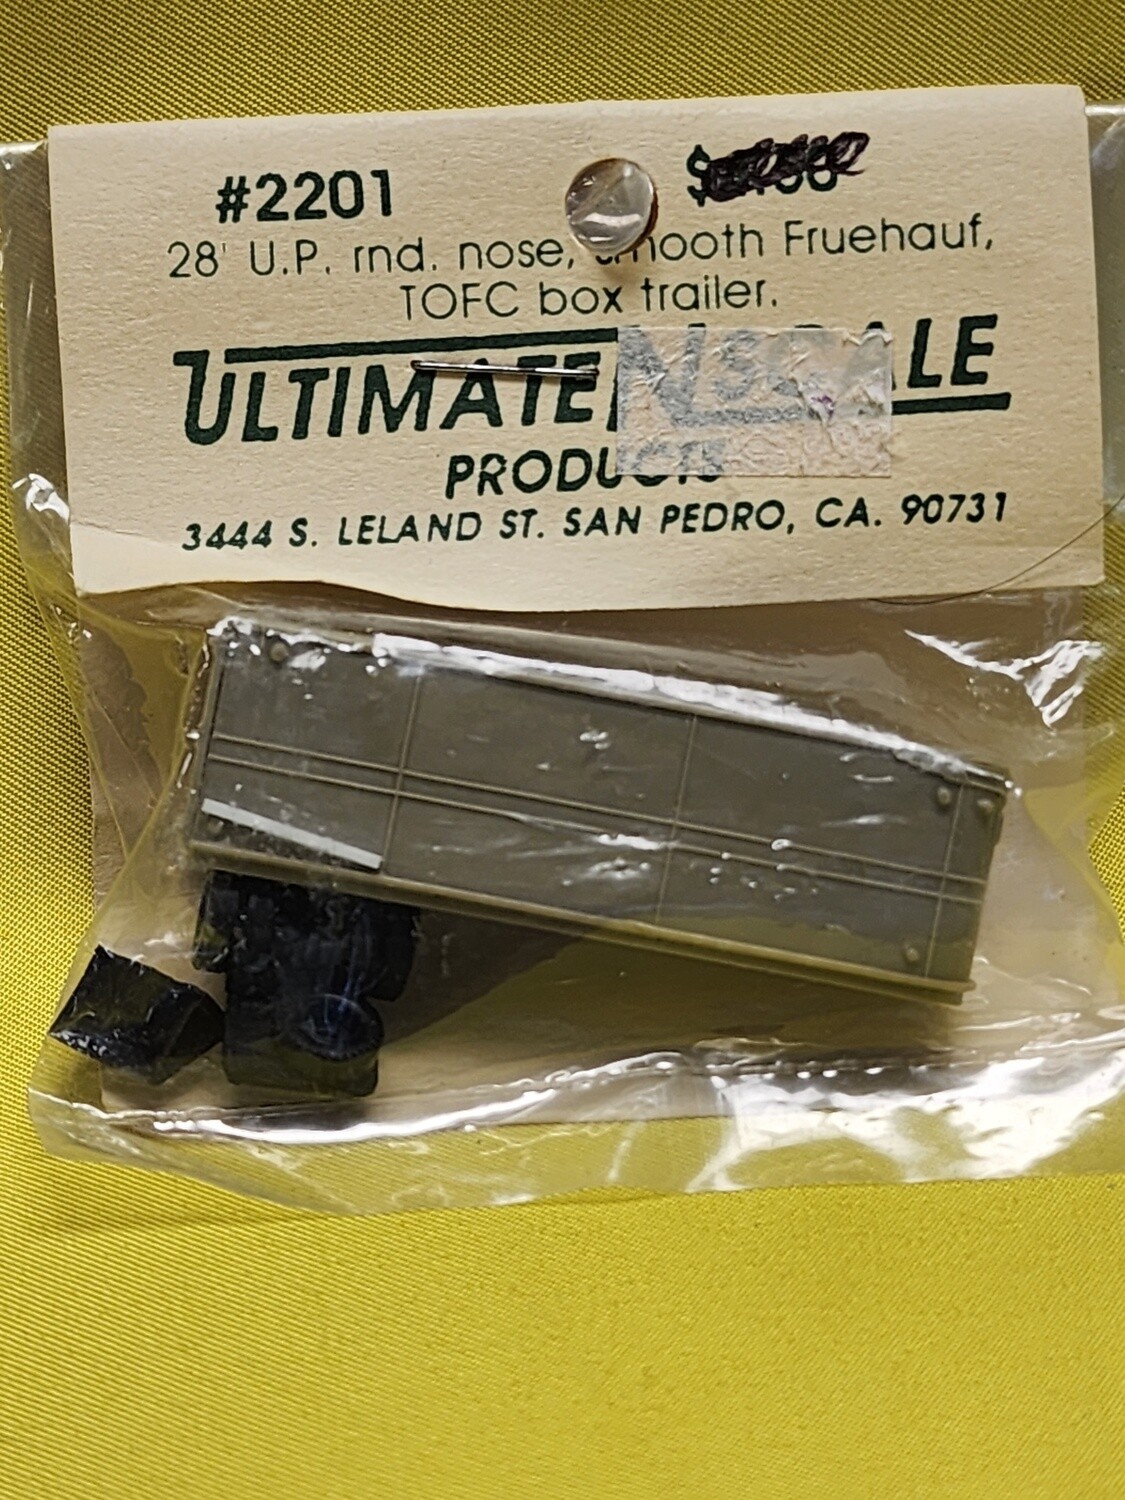 #2201
28' U.P. rnd. nose, smooth Fruehauf,
TOFC box trailer.
ULTIMATE N SCALE
PRODUCTS
3444 S. LELAND ST. SAN PEDRO, CA. 90731